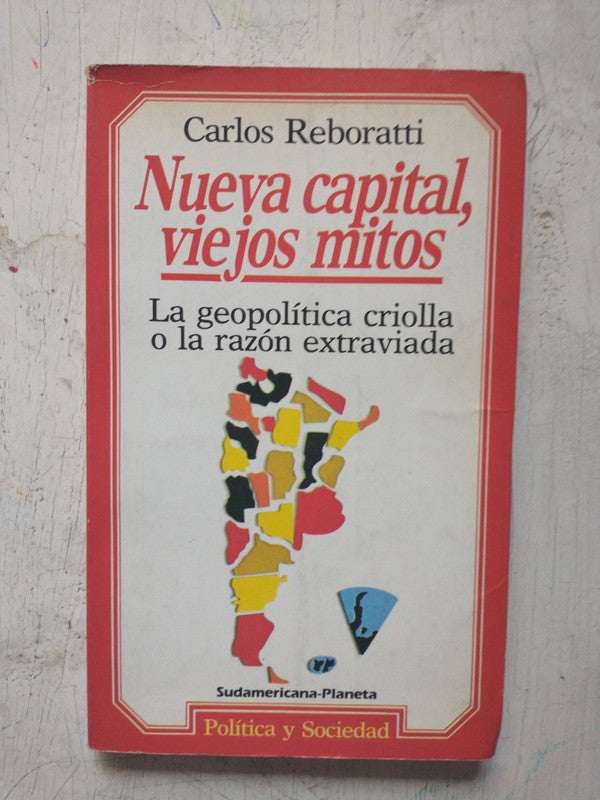 Carlos Reboratti
Nueva capital,
viejos mitos
La geopolítica criolla
o la razón extraviada
Sudamericana-Planeta
Política y Sociedad